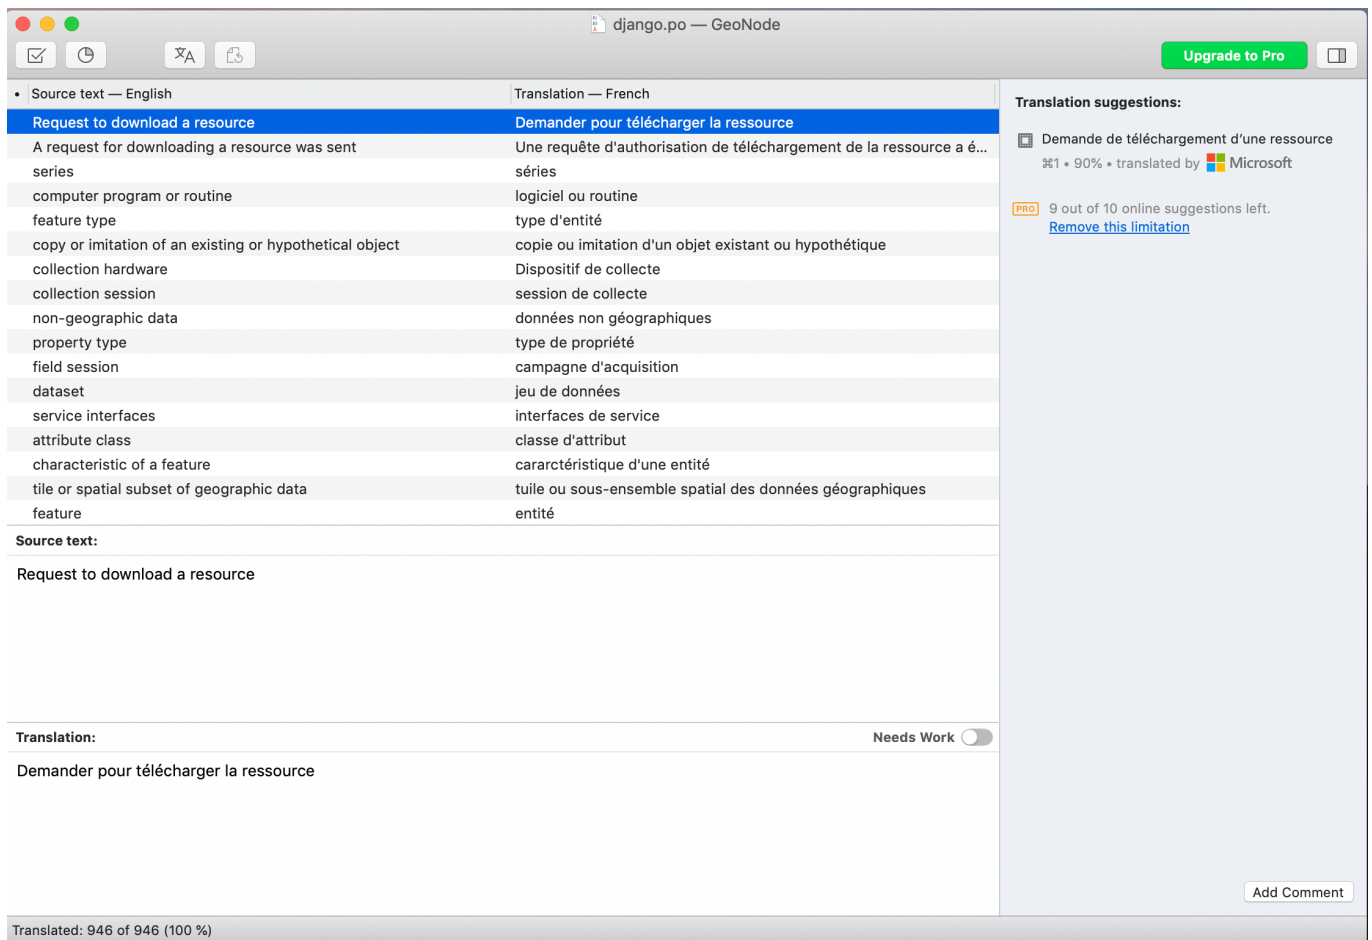 django.po — GeoNode
Upgrade to Pro
• Source text — English Translation — French
Request to download a resource Demander pour télécharger la ressource
A request for downloading a resource was sent Une requête d'authorisation de téléchargement de la ressource a é...
series séries
computer program or routine logiciel ou routine
feature type type d'entité
copy or imitation of an existing or hypothetical object copie ou imitation d'un objet existant ou hypothétique
collection hardware Dispositif de collecte
collection session session de collecte
non-geographic data données non géographiques
property type type de propriété
field session campagne d'acquisition
dataset jeu de données
service interfaces interfaces de service
attribute class classe d'attribut
characteristic of a feature cararctéristique d'une entité
tile or spatial subset of geographic data tuile ou sous-ensemble spatial des données géographiques
feature entité
Source text:
Request to download a resource
Translation:
Needs Work
Demander pour télécharger la ressource
Translated: 946 of 946 (100 %)
Translation suggestions:
Demande de téléchargement d’une ressource
⌘1 • 90% • translated by Microsoft
PRO 9 out of 10 online suggestions left.
Remove this limitation
Add Comment